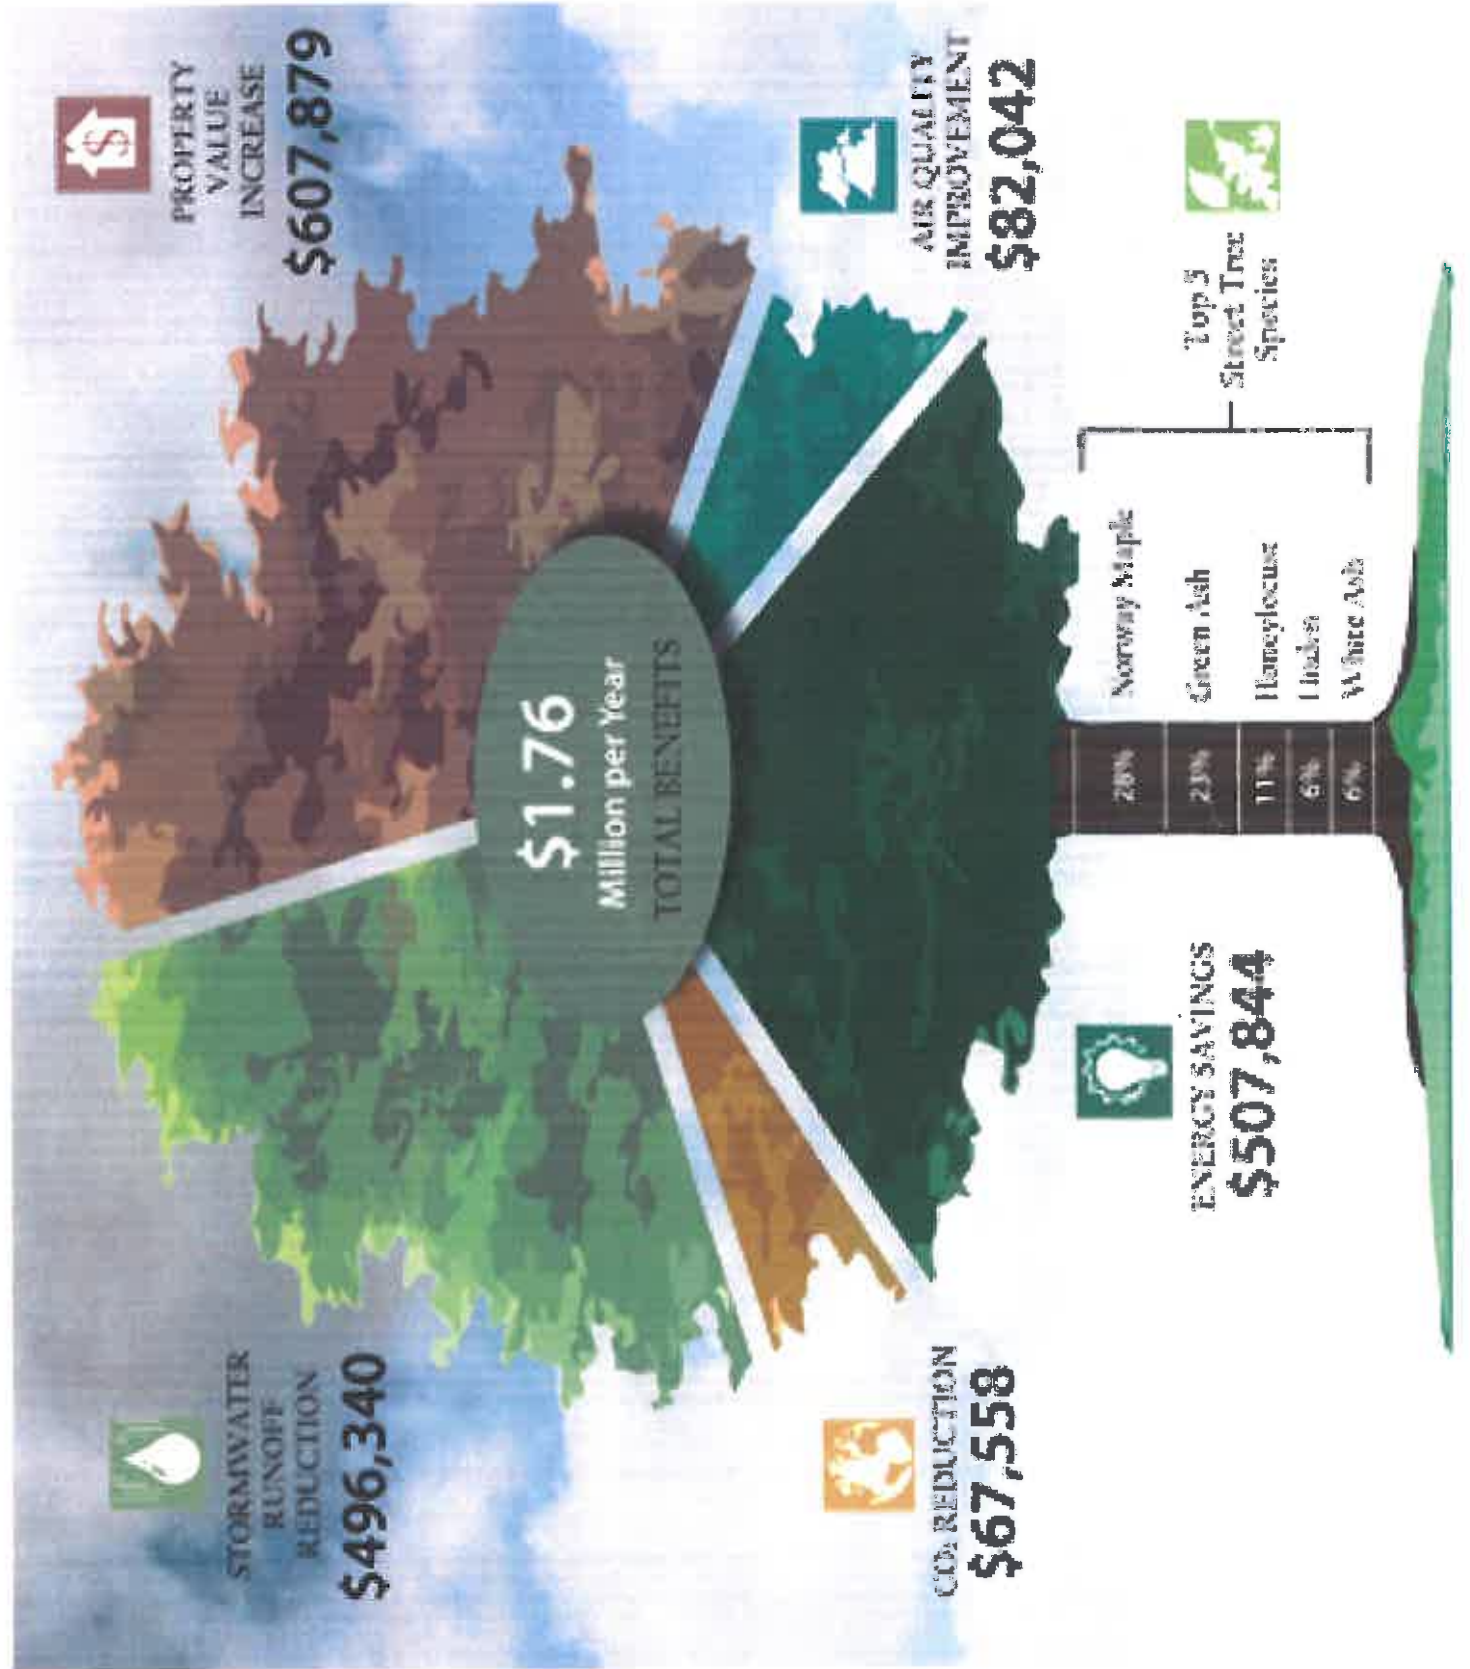 STORMWATER
RUNOFF
REDUCTION
$496,340
PROPERTY
VALUE
INCREASE
$607,879
$1.76
Million per Year
TOTAL BENEFITS
CO₂ REDUCTION
$67,558
AIR QUALITY
IMPROVEMENT
$82,042
ENERGY SAVINGS
$507,844
28% Norway Maple
23% Green Ash
11% Honeylocust
6% Linden
6% White Ash
Top 5
Street Tree
Species